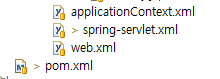 applicationContext.xml
> spring-servlet.xml
web.xml
> pom.xml